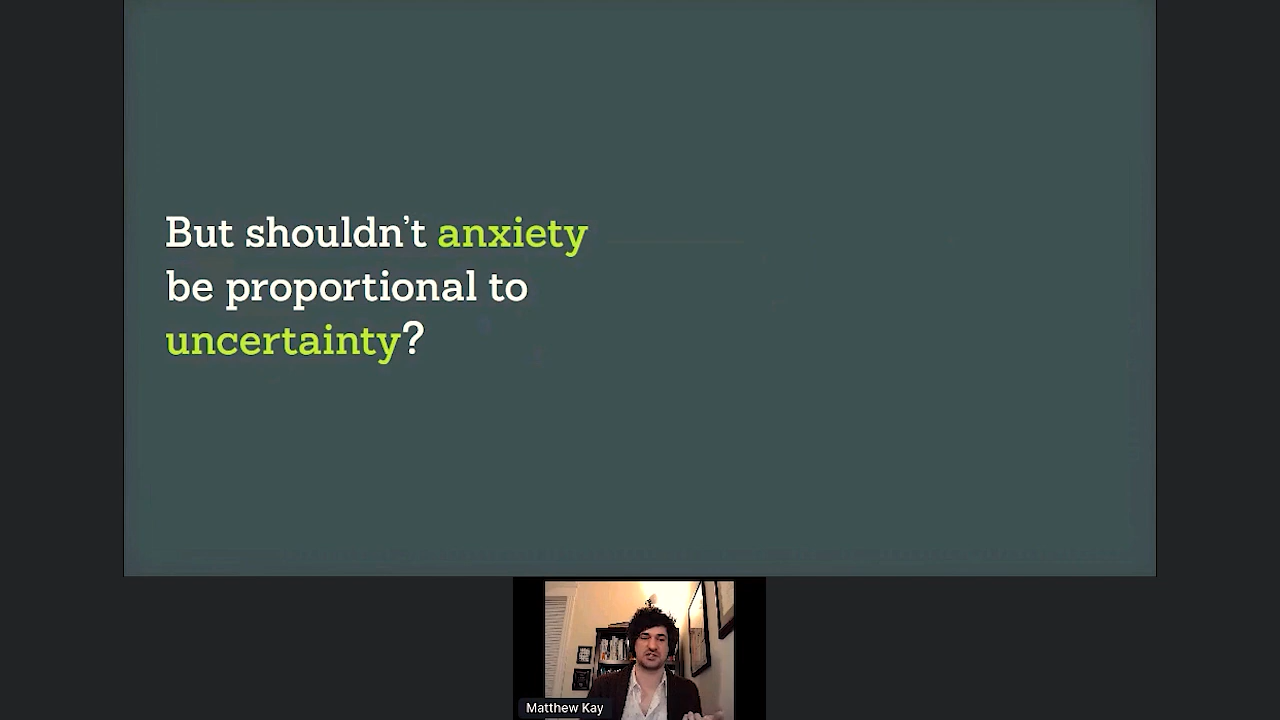 But shouldn’t anxiety
be proportional to
uncertainty?
Matthew Kay